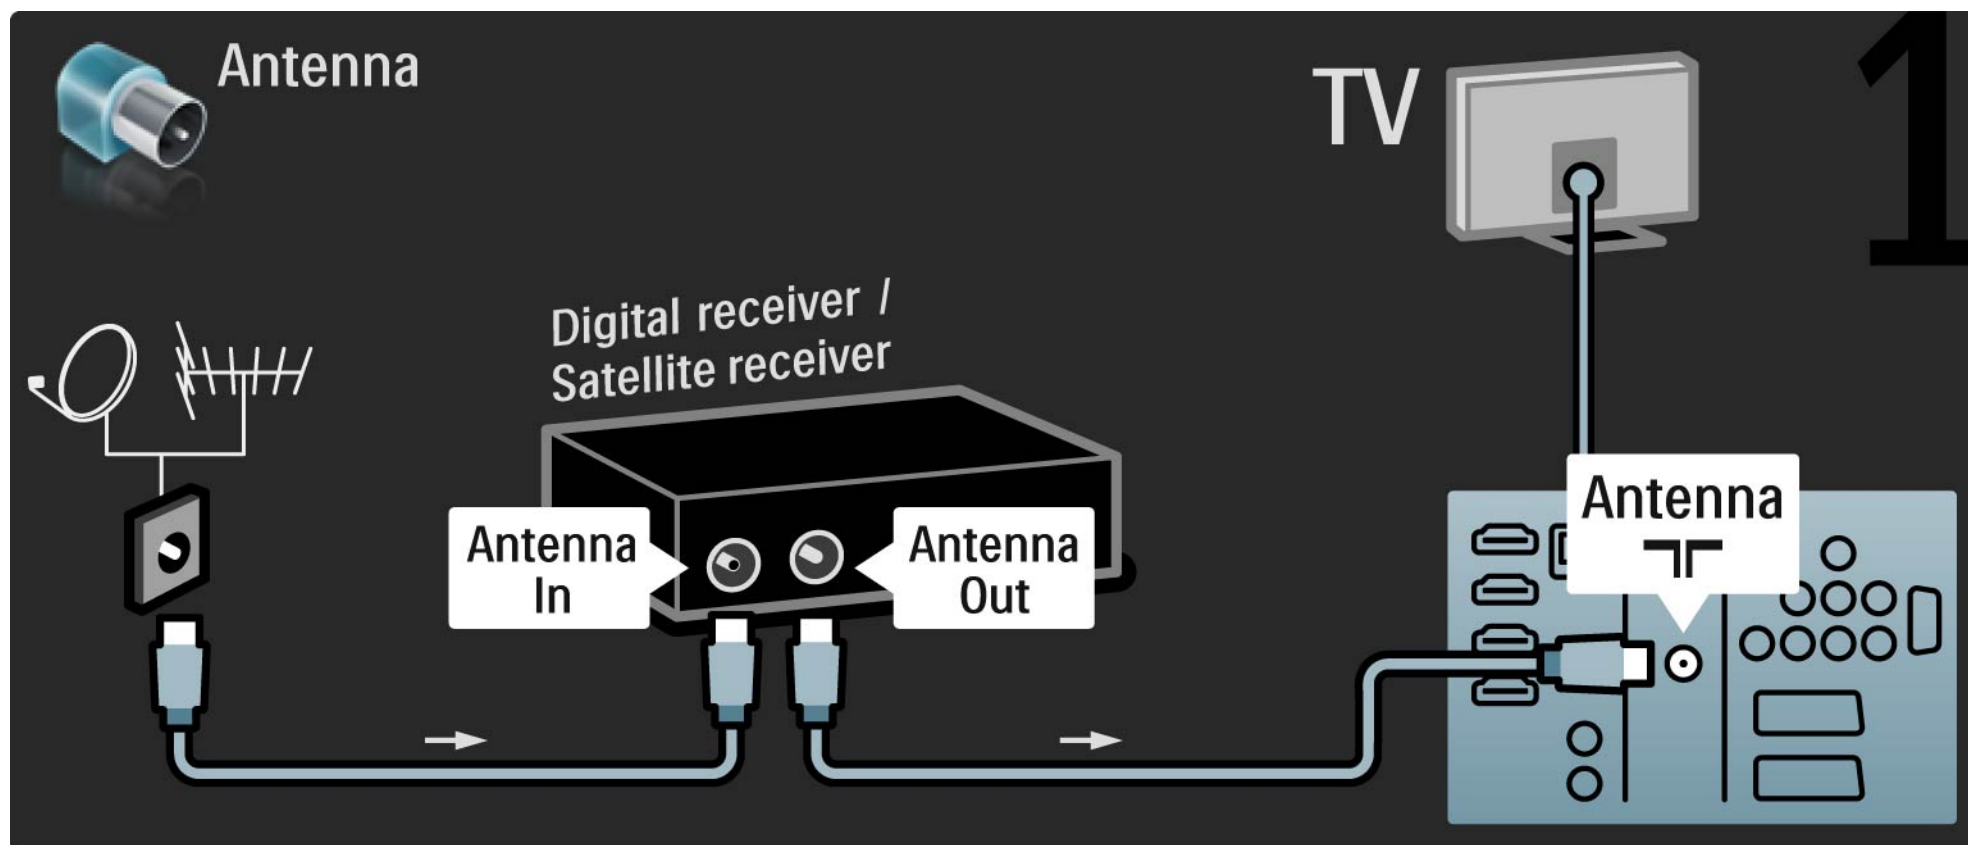 Antenna
TV
1
Digital receiver /
Satellite receiver
Antenna
In
Antenna
Out
Antenna